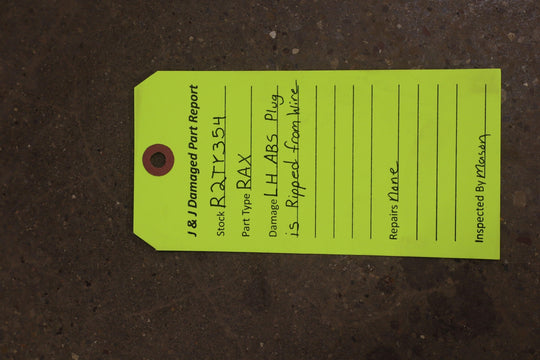 J & J Damaged Part Report
Stock R2TY354
Part Type RAX
Damage LH ABS Plug
is Ripped from wire
Repairs none
Inspected By Mason